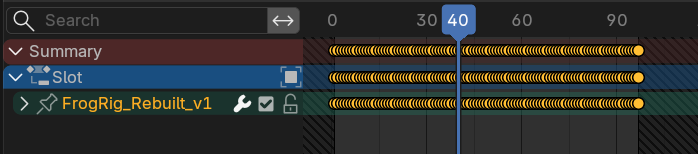 Search 0 30 40 60 90
Summary
Slot
FrogRig_Rebuilt_v1